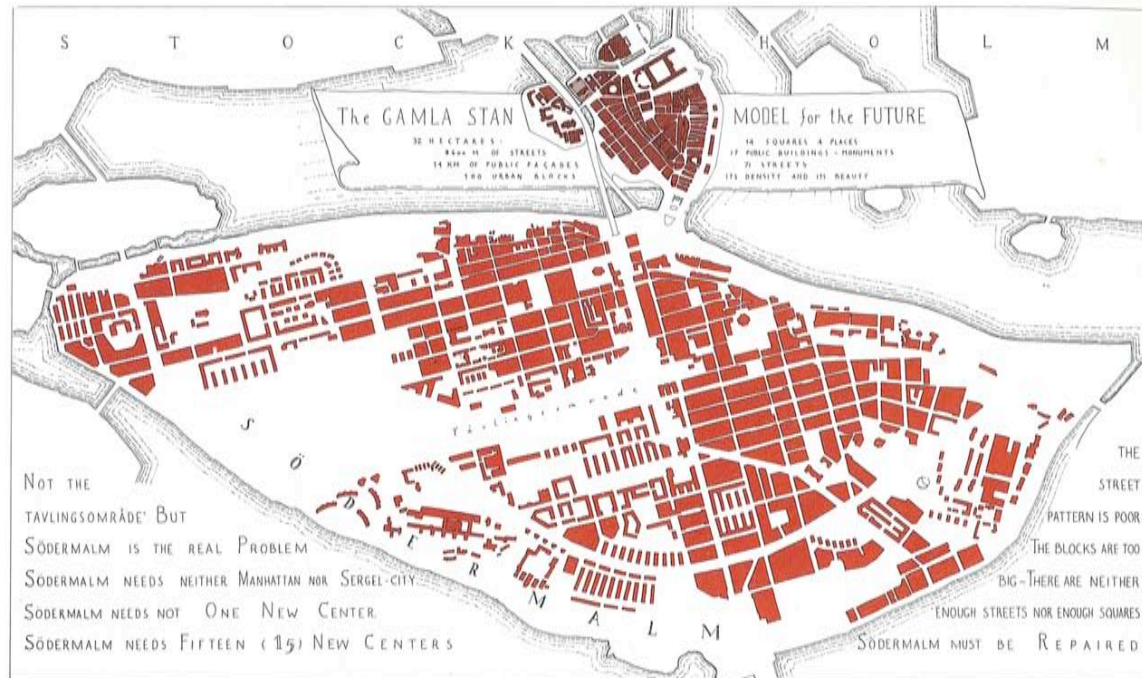 STOCKHOLM
The GAMLA STAN MODEL for the FUTURE
32 HECTARES:
OF STREETS
KM OF PUBLIC FAÇADES
URBAN BLOCKS
14 SQUARES & PLACES
17 PUBLIC BUILDINGS - MONUMENTS
71 STREETS
ITS DENSITY AND ITS BEAUTY
Tävlingsområde
SÖDERMALM
NOT THE
TAVLINGSOMRÅDE' BUT
SÖDERMALM IS THE REAL PROBLEM
SÖDERMALM NEEDS NEITHER MANHATTAN NOR SERGEL-CITY
SÖDERMALM NEEDS NOT ONE NEW CENTER
SÖDERMALM NEEDS FIFTEEN (15) NEW CENTERS
THE
STREET
PATTERN IS POOR
THE BLOCKS ARE TOO
BIG-THERE ARE NEITHER
ENOUGH STREETS NOR ENOUGH SQUARES
SÖDERMALM MUST BE REPAIRED